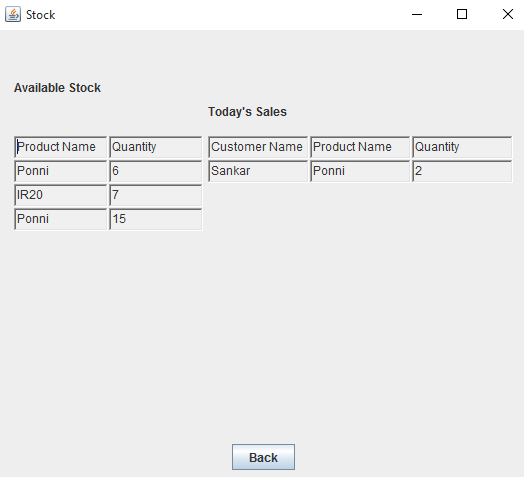 Stock
Available Stock
Today's Sales
Product Name Quantity Customer Name Product Name Quantity
Ponni 6 Sankar Ponni 2
IR20 7
Ponni 15
Back